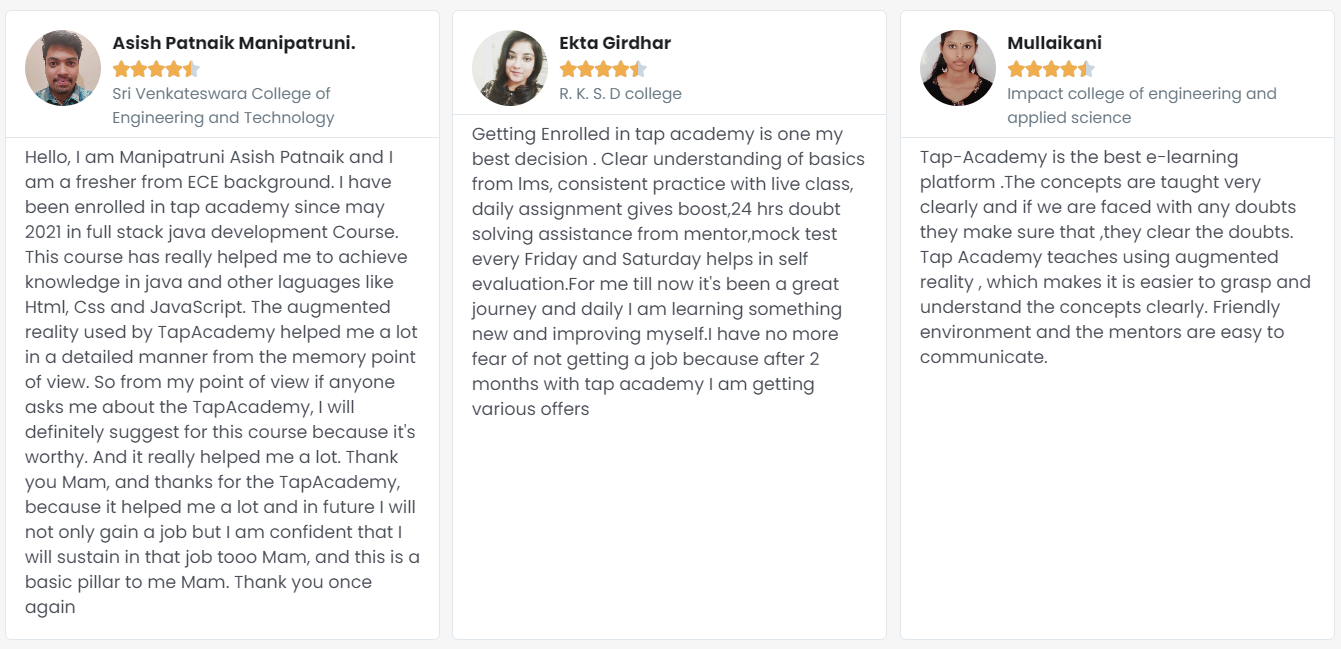 Asish Patnaik Manipatruni.
Sri Venkateswara College of
Engineering and Technology
Hello, I am Manipatruni Asish Patnaik and I
am a fresher from ECE background. I have
been enrolled in tap academy since may
2021 in full stack java development Course.
This course has really helped me to achieve
knowledge in java and other laguages like
Html, Css and JavaScript. The augmented
reality used by TapAcademy helped me a lot
in a detailed manner from the memory point
of view. So from my point of view if anyone
asks me about the TapAcademy, I will
definitely suggest for this course because it's
worthy. And it really helped me a lot. Thank
you Mam, and thanks for the TapAcademy,
because it helped me a lot and in future I will
not only gain a job but I am confident that I
will sustain in that job tooo Mam, and this is a
basic pillar to me Mam. Thank you once
again
Ekta Girdhar
R. K. S. D college
Getting Enrolled in tap academy is one my
best decision . Clear understanding of basics
from lms, consistent practice with live class,
daily assignment gives boost,24 hrs doubt
solving assistance from mentor,mock test
every Friday and Saturday helps in self
evaluation.For me till now it's been a great
journey and daily I am learning something
new and improving myself.I have no more
fear of not getting a job because after 2
months with tap academy I am getting
various offers
Mullaikani
Impact college of engineering and
applied science
Tap-Academy is the best e-learning
platform .The concepts are taught very
clearly and if we are faced with any doubts
they make sure that ,they clear the doubts.
Tap Academy teaches using augmented
reality , which makes it is easier to grasp and
understand the concepts clearly. Friendly
environment and the mentors are easy to
communicate.